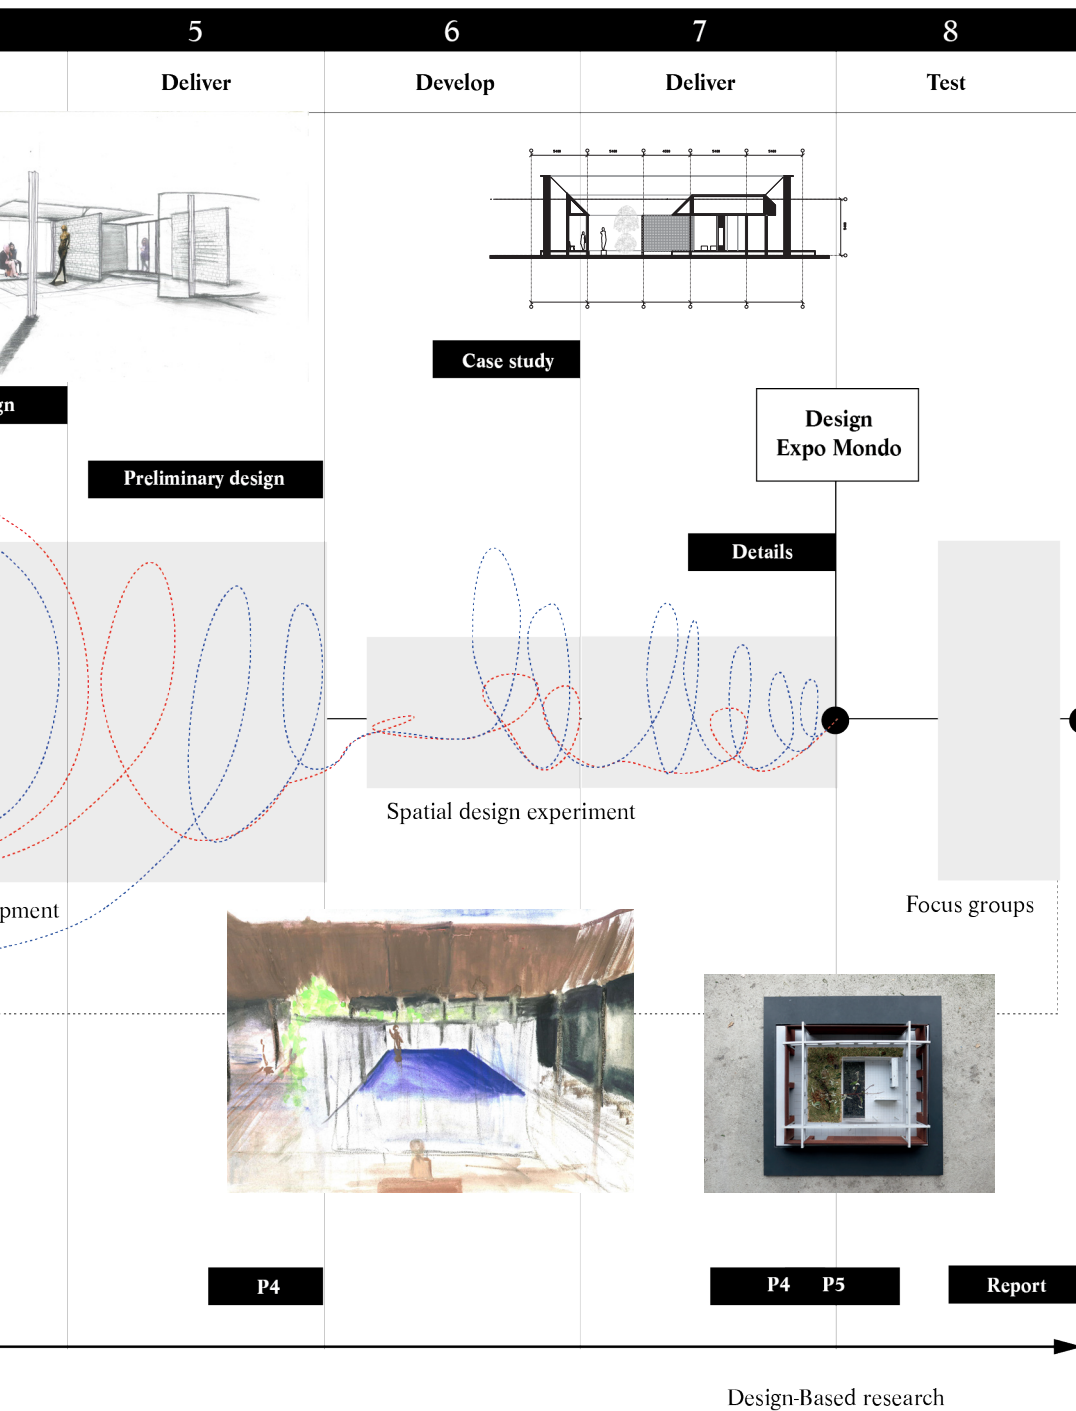 5 6 7 8
Deliver Develop Deliver Test
Case study
gn
Design
Expo Mondo
Preliminary design
Details
Spatial design experiment
pment
Focus groups
P4
P4 P5
Report
Design-Based research